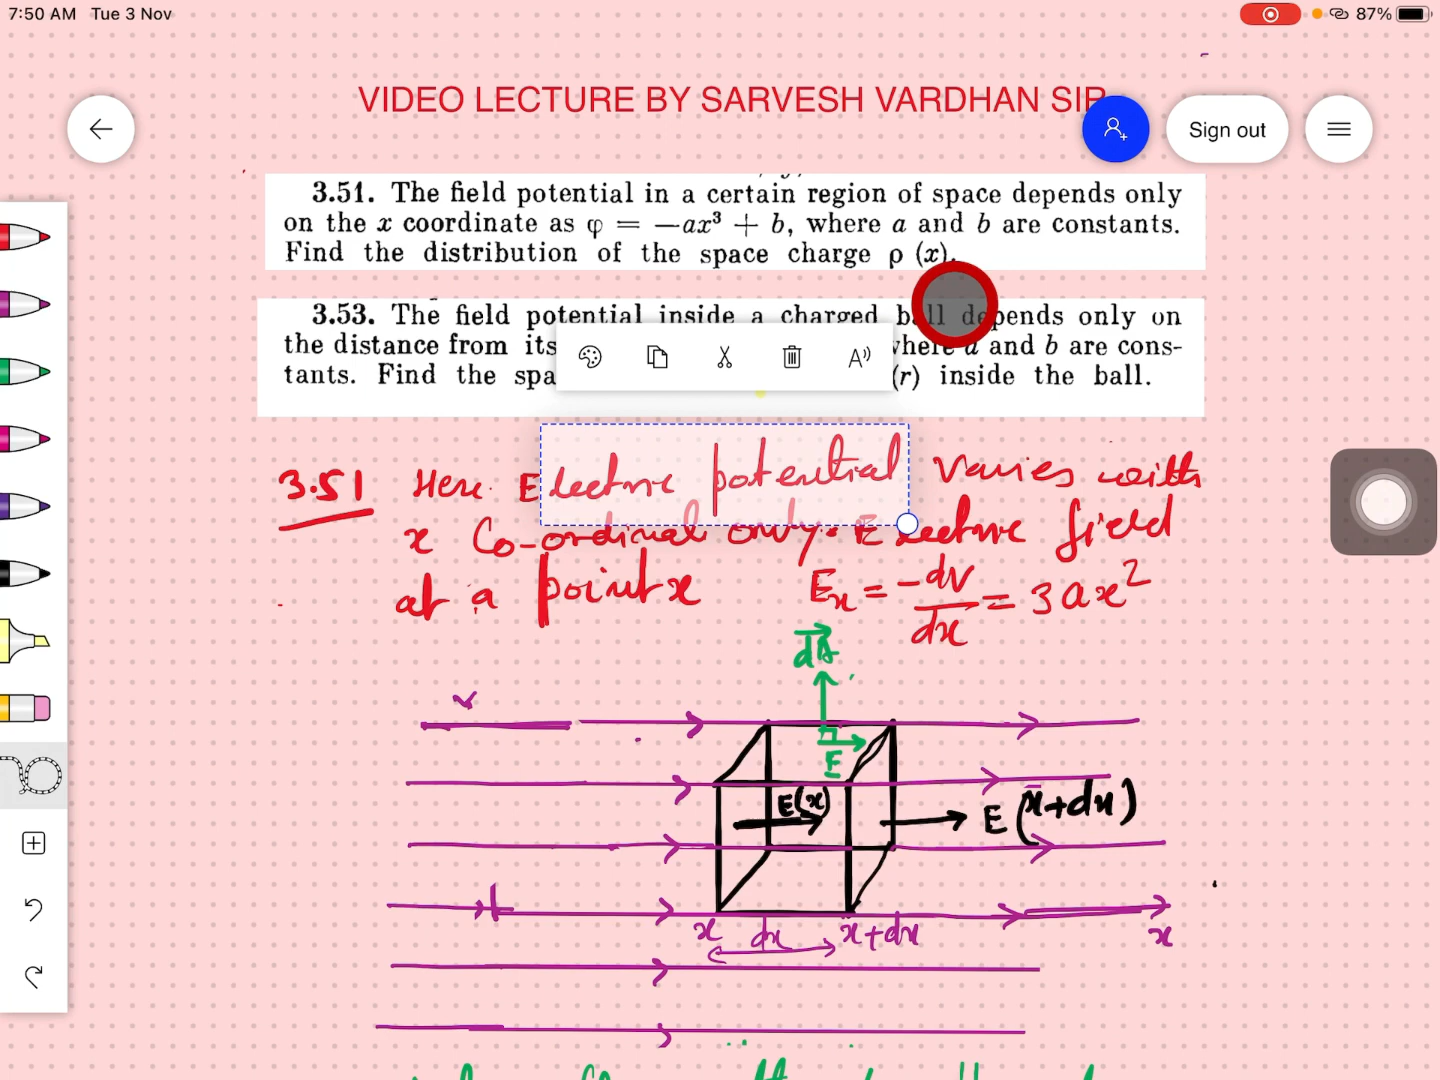 7:50 AM Tue 3 Nov
87%
VIDEO LECTURE BY SARVESH VARDHAN SIR
Sign out
3.51. The field potential in a certain region of space depends only
on the x coordinate as φ = −ax³ + b, where a and b are constants.
Find the distribution of the space charge ρ (x).
3.53. The field potential inside a charged ball depends only on
the distance from its where a and b are cons-
tants. Find the spa (r) inside the ball.
3.51 Here Electric potential varies with
x Co-ordinal only. Electric field
at a point x Ex = -dV/dx = 3ax²
dA
E
E(x)
E(x+dx)
x dx x+dx
x